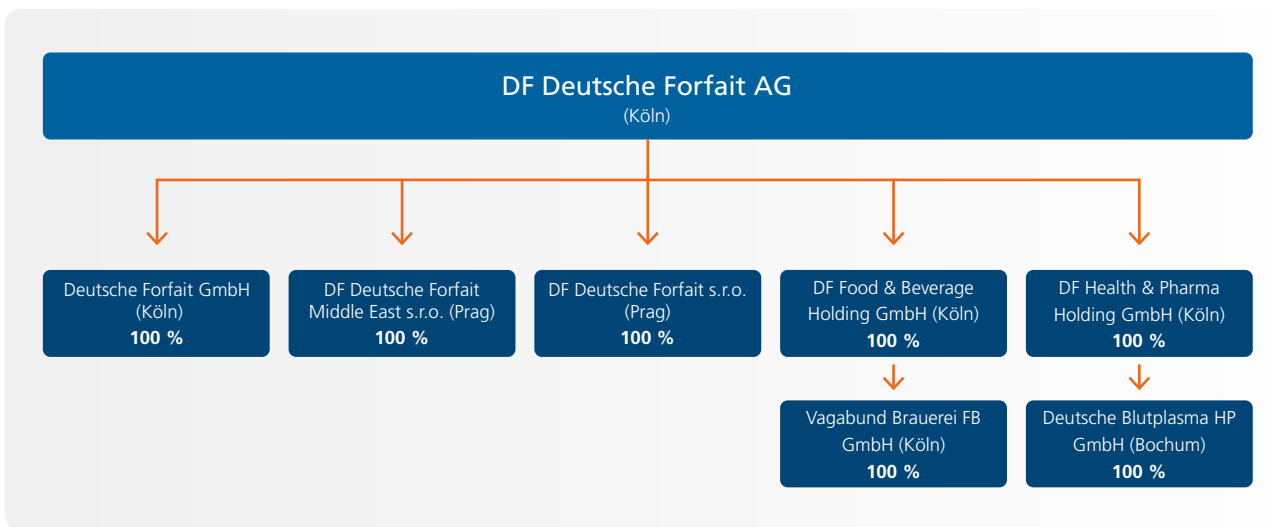 DF Deutsche Forfait AG
(Köln)
Deutsche Forfait GmbH
(Köln)
100 %
DF Deutsche Forfait
Middle East s.r.o. (Prag)
100 %
DF Deutsche Forfait s.r.o.
(Prag)
100 %
DF Food & Beverage
Holding GmbH (Köln)
100 %
DF Health & Pharma
Holding GmbH (Köln)
100 %
Vagabund Brauerei FB
GmbH (Köln)
100 %
Deutsche Blutplasma HP
GmbH (Bochum)
100 %